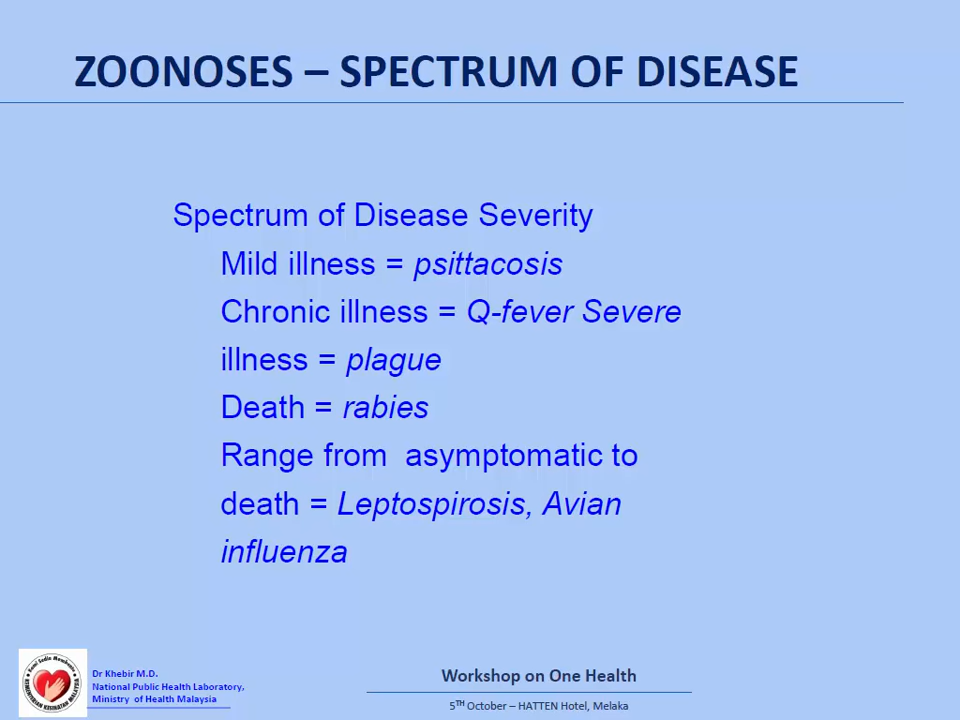 ZOONOSES – SPECTRUM OF DISEASE
Spectrum of Disease Severity
Mild illness = psittacosis
Chronic illness = Q-fever Severe
illness = plague
Death = rabies
Range from asymptomatic to
death = Leptospirosis, Avian
influenza
Dr Khebir M.D.
National Public Health Laboratory,
Ministry of Health Malaysia
Workshop on One Health
5TH October – HATTEN Hotel, Melaka